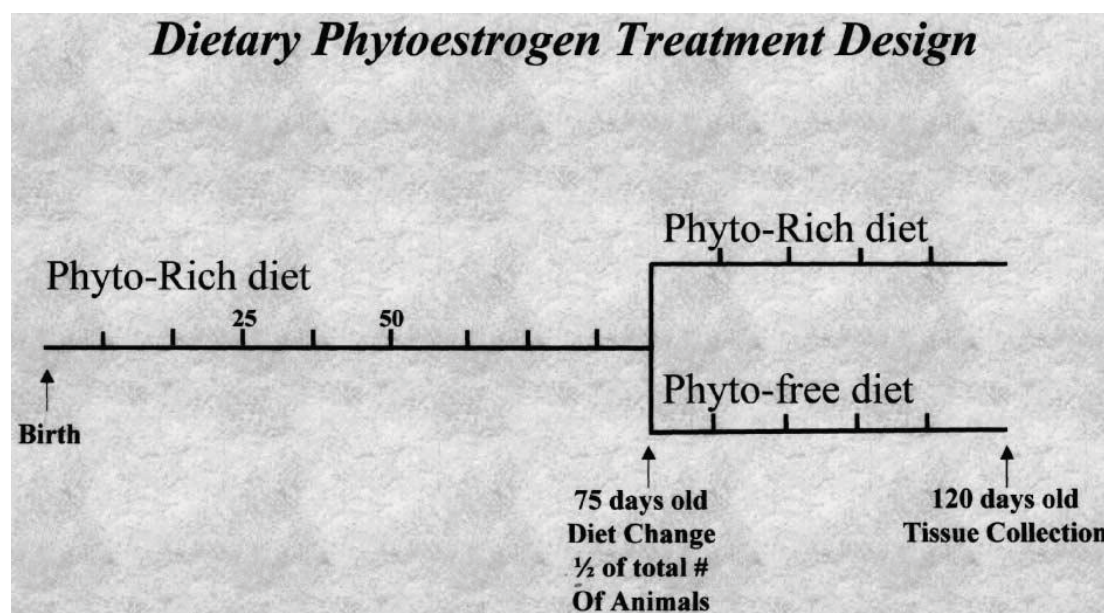 Dietary Phytoestrogen Treatment Design
Phyto-Rich diet
Phyto-Rich diet
25
50
Phyto-free diet
Birth
75 days old
Diet Change
½ of total #
Of Animals
120 days old
Tissue Collection